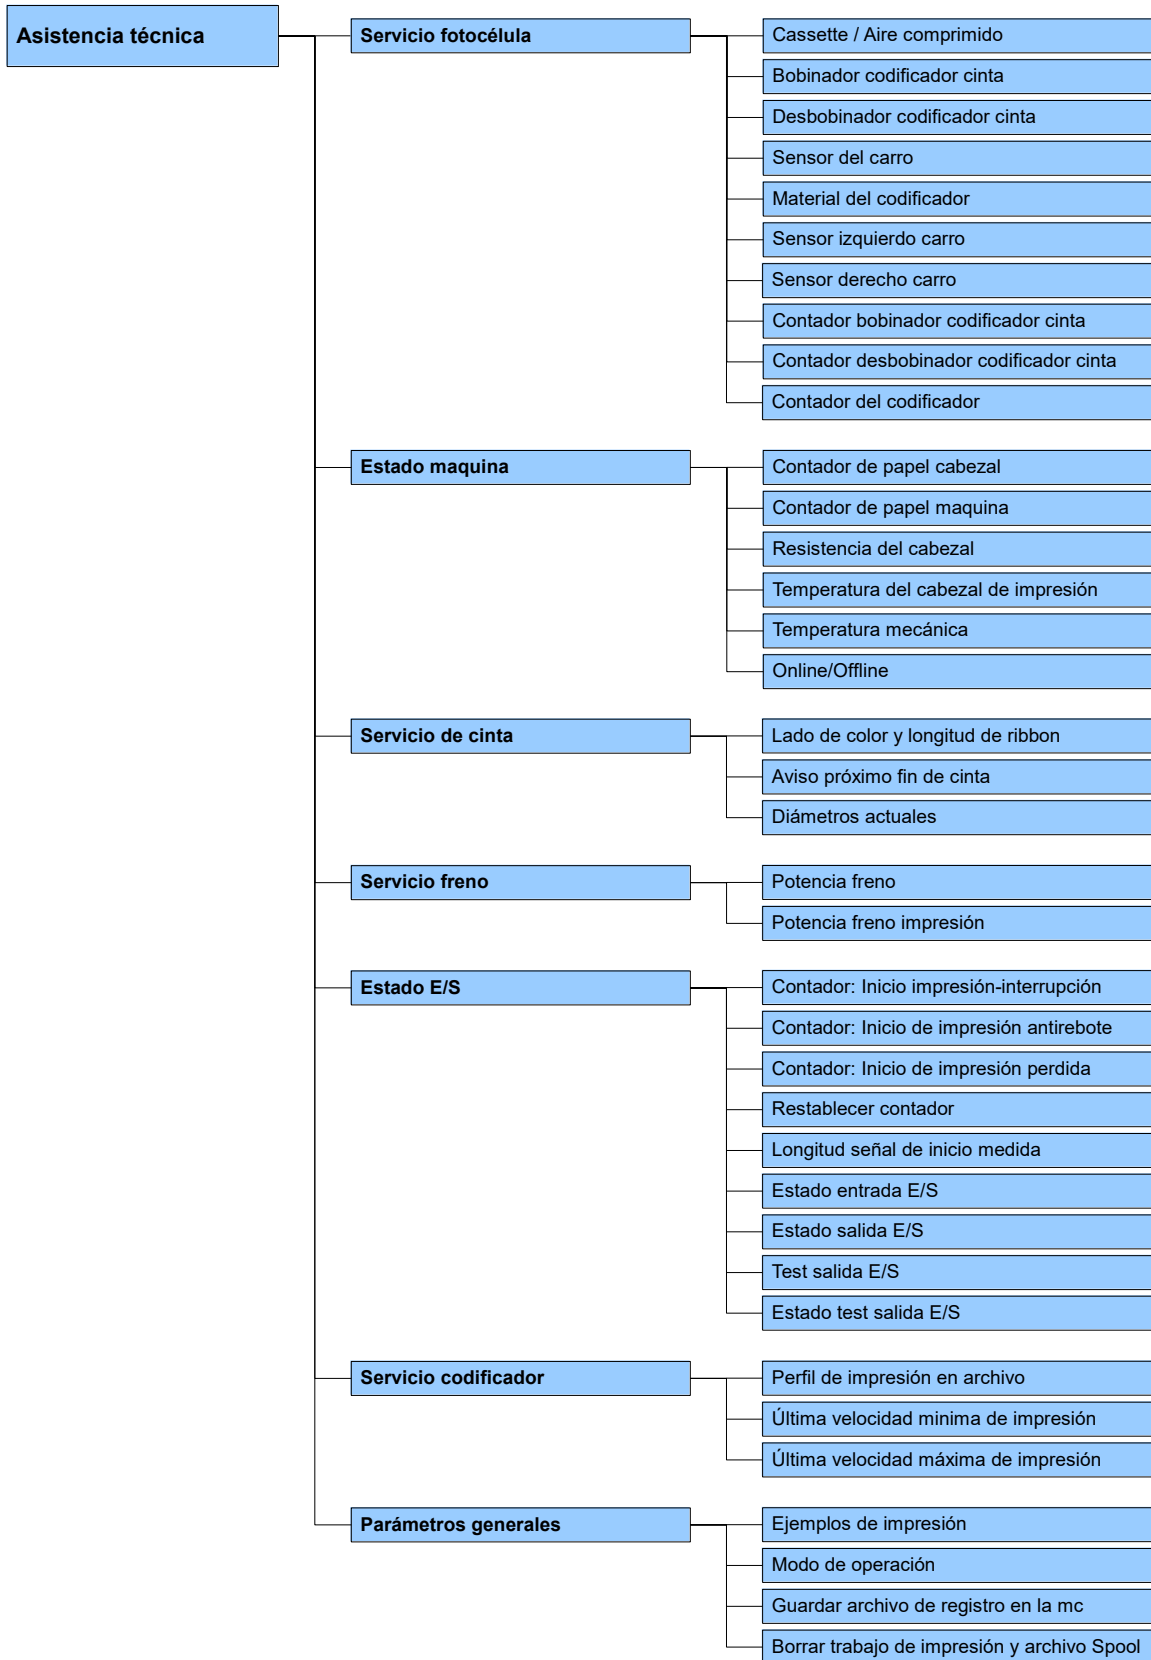 Asistencia técnica
Servicio fotocélula
Cassette / Aire comprimido
Bobinador codificador cinta
Desbobinador codificador cinta
Sensor del carro
Material del codificador
Sensor izquierdo carro
Sensor derecho carro
Contador bobinador codificador cinta
Contador desbobinador codificador cinta
Contador del codificador
Estado maquina
Contador de papel cabezal
Contador de papel maquina
Resistencia del cabezal
Temperatura del cabezal de impresión
Temperatura mecánica
Online/Offline
Servicio de cinta
Lado de color y longitud de ribbon
Aviso próximo fin de cinta
Diámetros actuales
Servicio freno
Potencia freno
Potencia freno impresión
Estado E/S
Contador: Inicio impresión-interrupción
Contador: Inicio de impresión antirebote
Contador: Inicio de impresión perdida
Restablecer contador
Longitud señal de inicio medida
Estado entrada E/S
Estado salida E/S
Test salida E/S
Estado test salida E/S
Servicio codificador
Perfil de impresión en archivo
Última velocidad minima de impresión
Última velocidad máxima de impresión
Parámetros generales
Ejemplos de impresión
Modo de operación
Guardar archivo de registro en la mc
Borrar trabajo de impresión y archivo Spool